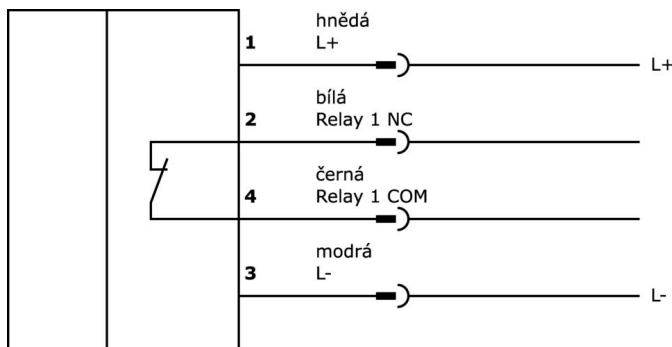 hnědá
1 L+
L+
bílá
2 Relay 1 NC
černá
4 Relay 1 COM
modrá
3 L-
L-